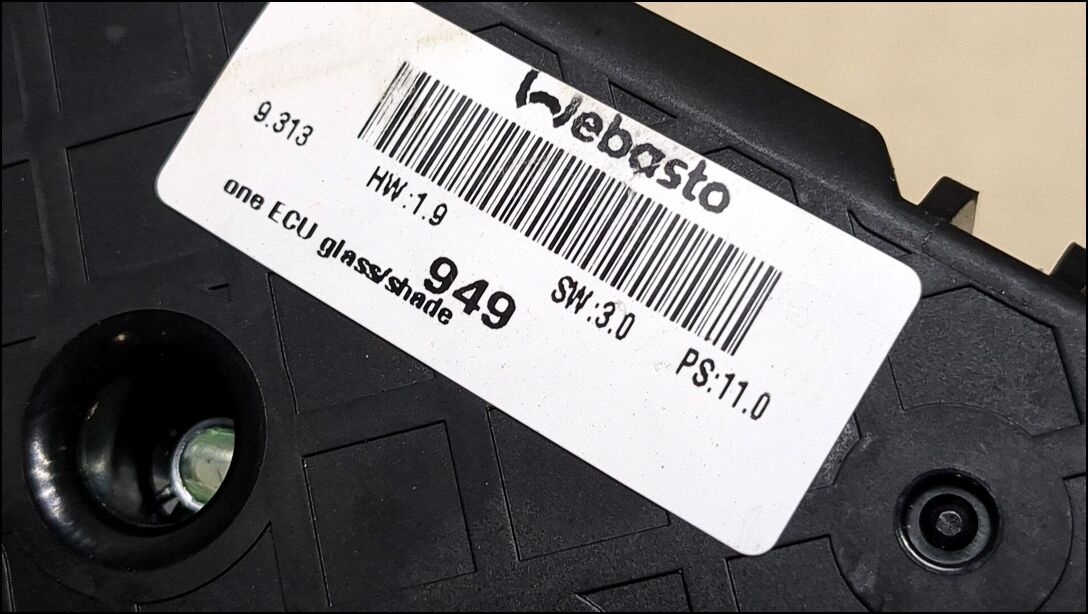 Webasto
9.313
HW:1.9
SW:3.0
PS:11.0
949
one ECU glass/shade